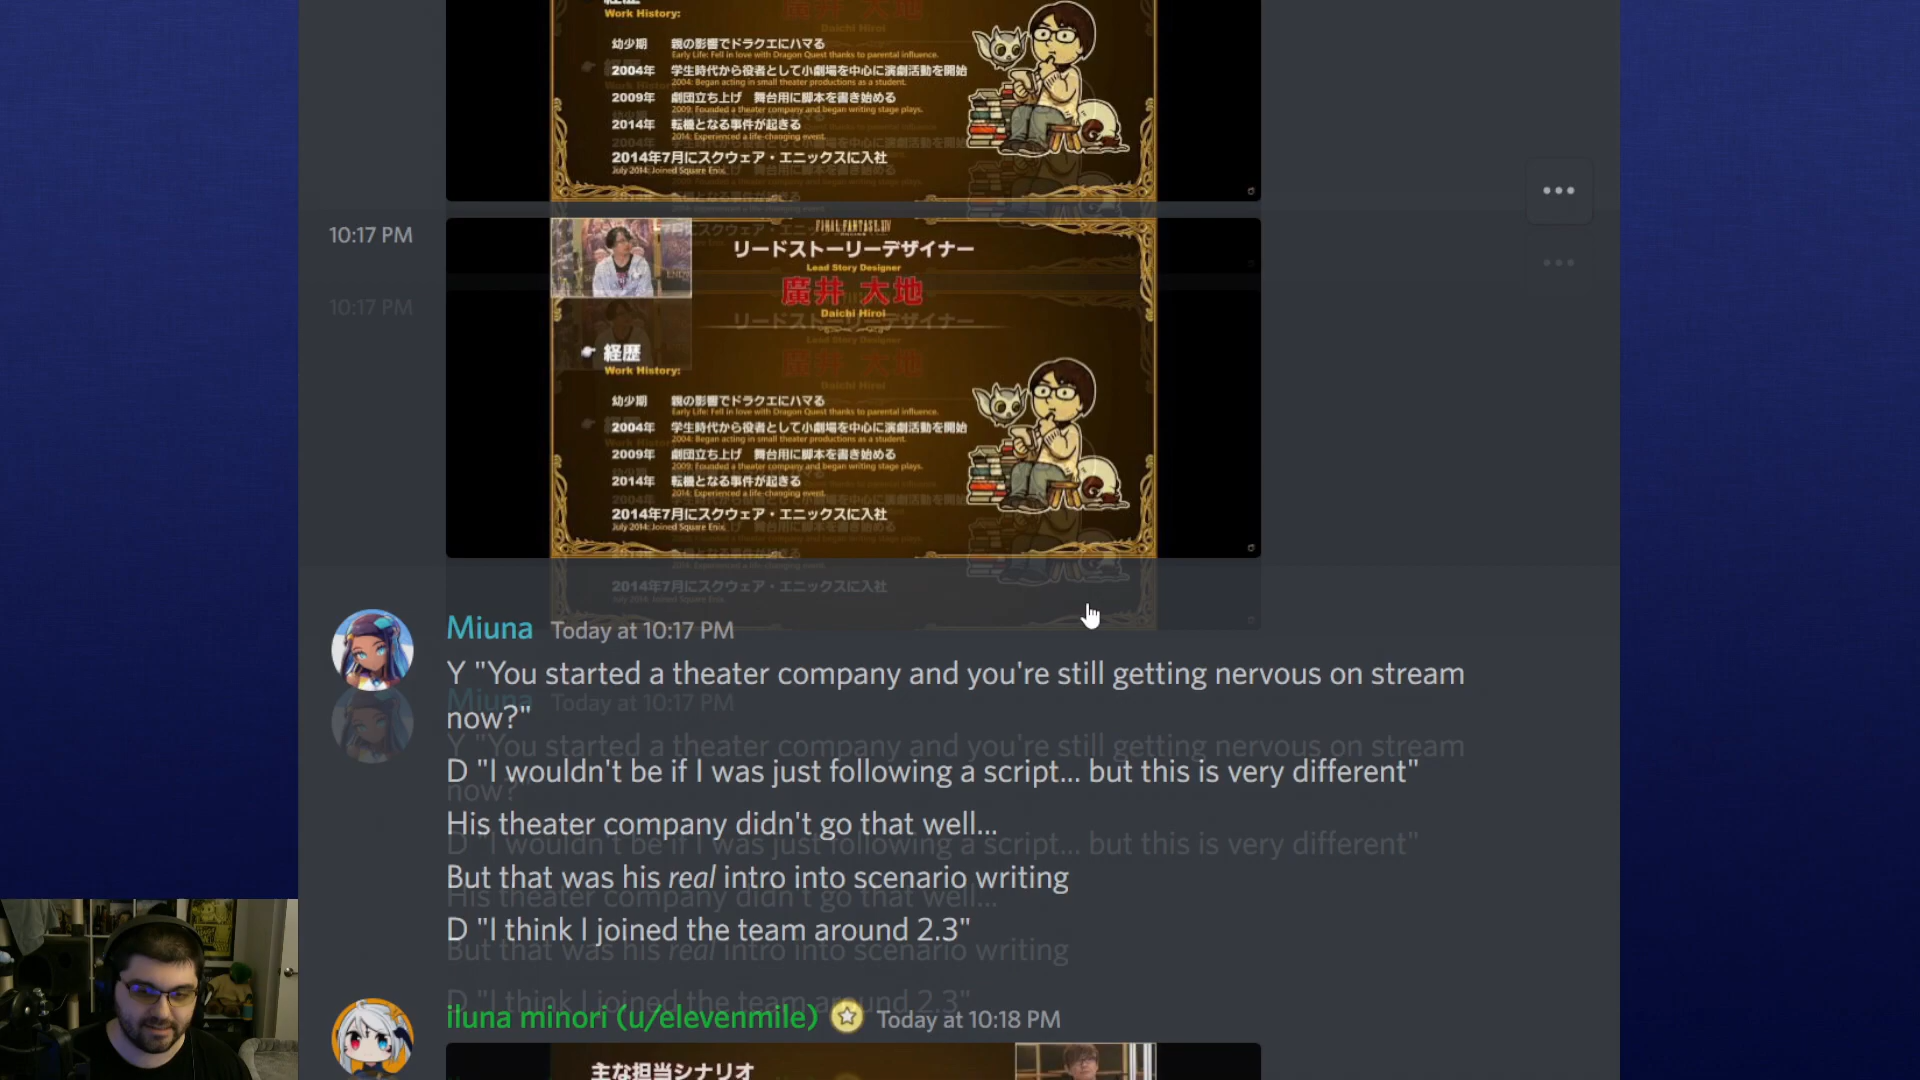 Work History:
Daichi Hiroi
幼少期 親の影響でドラクエにハマる
Early Life: Fell in love with Dragon Quest thanks to parental influence.
2004年 学生時代から役者として小劇場を中心に演劇活動を開始
2004: Began acting in small theater productions as a student.
2009年 劇団立ち上げ 舞台用に脚本を書き始める
2009: Founded a theater company and began writing stage plays.
2014年 転機となる事件が起きる
2014: Experienced a life-changing event.
2014年7月にスクウェア・エニックスに入社
July 2014: Joined Square Enix.
10:17 PM
FINAL FANTASY XIV
リードストーリーデザイナー
Lead Story Designer
廣井 大地
Daichi Hiroi
経歴
Work History:
幼少期 親の影響でドラクエにハマる
Early Life: Fell in love with Dragon Quest thanks to parental influence.
2004年 学生時代から役者として小劇場を中心に演劇活動を開始
2004: Began acting in small theater productions as a student.
2009年 劇団立ち上げ 舞台用に脚本を書き始める
2009: Founded a theater company and began writing stage plays.
2014年 転機となる事件が起きる
2014: Experienced a life-changing event.
2014年7月にスクウェア・エニックスに入社
July 2014: Joined Square Enix.
Miuna Today at 10:17 PM
Y "You started a theater company and you're still getting nervous on stream
now?"
D "I wouldn't be if I was just following a script... but this is very different"
His theater company didn't go that well...
But that was his real intro into scenario writing
D "I think I joined the team around 2.3"
iluna minori (u/elevenmile) Today at 10:18 PM
主な担当シナリオ